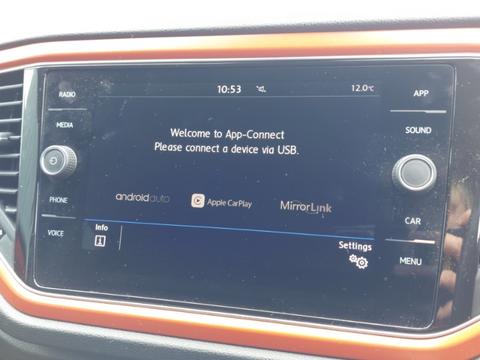 RADIO
MEDIA
PHONE
VOICE
10:53
12.0°C
Welcome to App-Connect
Please connect a device via USB.
androidauto
Apple CarPlay
MirrorLink
Info
i
Settings
APP
SOUND
CAR
MENU